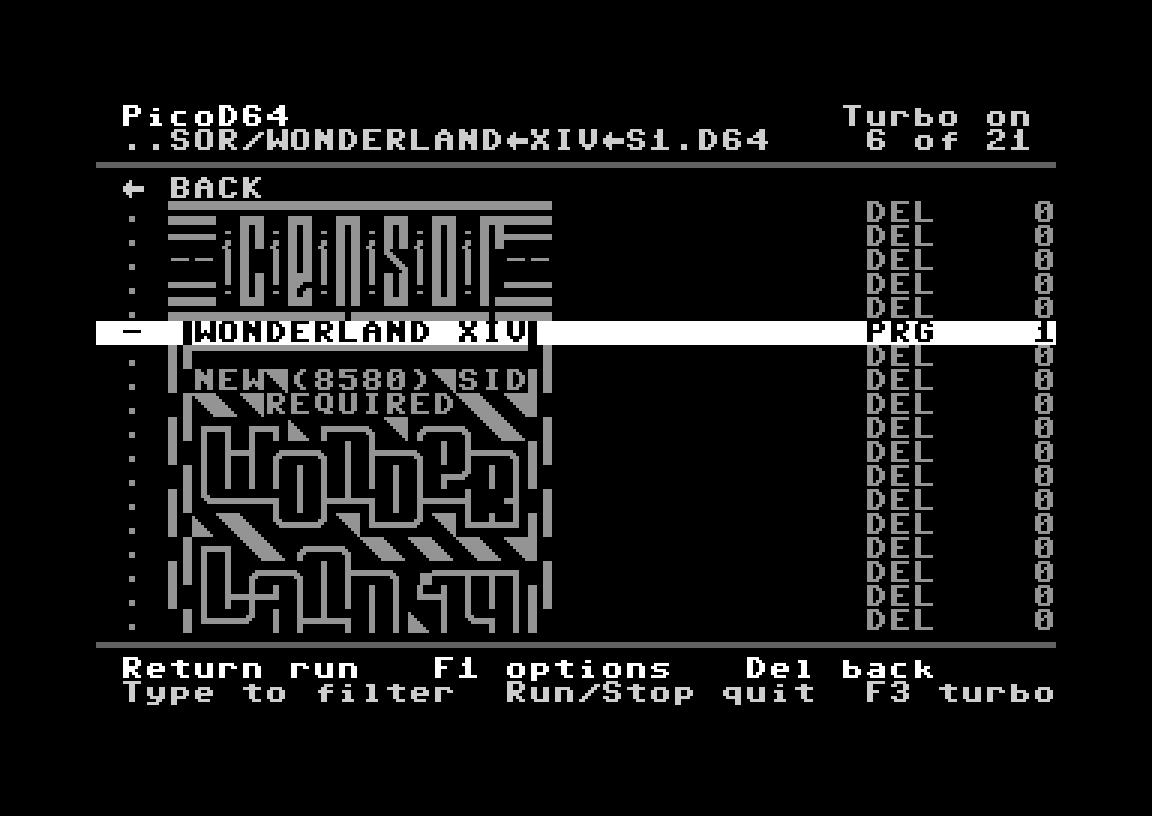 PicoD64 Turbo on
..SOR/WONDERLAND←XIV←S1.D64 6 of 21
← BACK
. DEL 0
. DEL 0
. censor DEL 0
. DEL 0
. DEL 0
- WONDERLAND XIV PRG 1
. DEL 0
. NEW (8580) SID DEL 0
. REQUIRED DEL 0
. DEL 0
. WONDER DEL 0
. DEL 0
. DEL 0
. DEL 0
. DEL 0
. DEL 0
. DEL 0
. DEL 0
Return run F1 options Del back
Type to filter Run/Stop quit F3 turbo